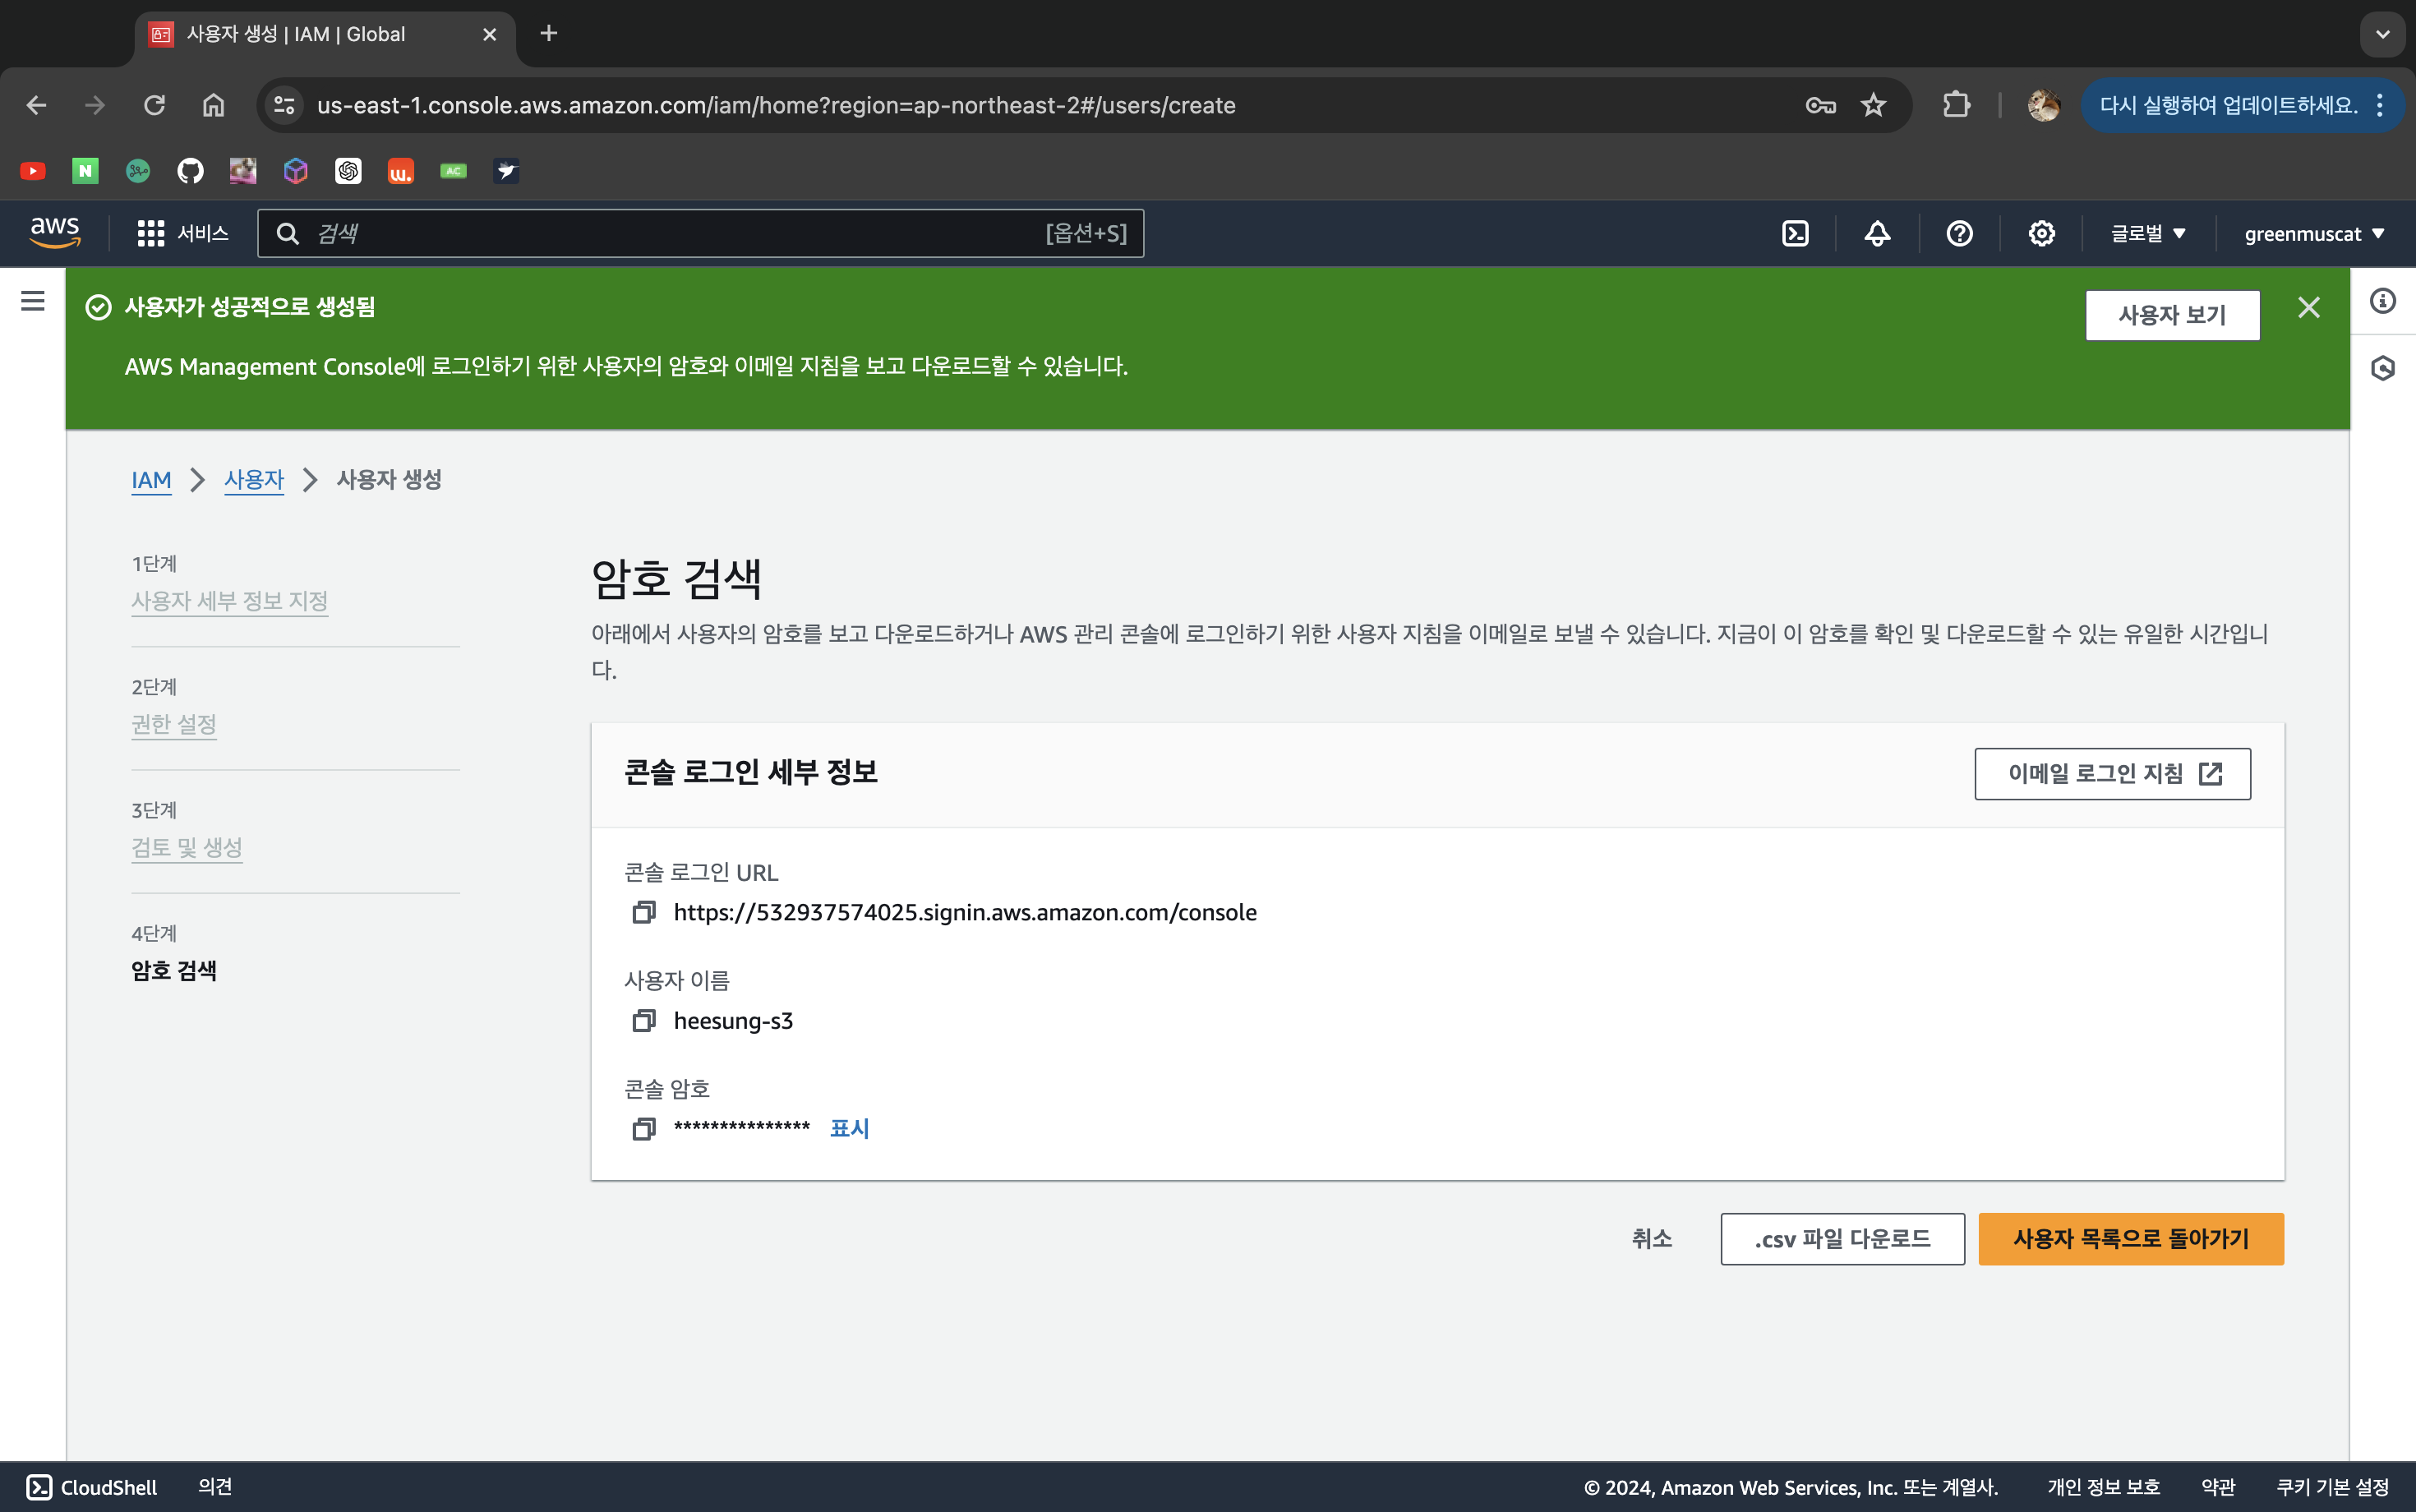 사용자 생성 | IAM | Global
us-east-1.console.aws.amazon.com/iam/home?region=ap-northeast-2#/users/create
다시 실행하여 업데이트하세요.
N
w.
AC
aws
서비스
검색
[옵션+S]
글로벌
greenmuscat
사용자가 성공적으로 생성됨
사용자 보기
AWS Management Console에 로그인하기 위한 사용자의 암호와 이메일 지침을 보고 다운로드할 수 있습니다.
IAM
사용자
사용자 생성
1단계
사용자 세부 정보 지정
2단계
권한 설정
3단계
검토 및 생성
4단계
암호 검색
암호 검색
아래에서 사용자의 암호를 보고 다운로드하거나 AWS 관리 콘솔에 로그인하기 위한 사용자 지침을 이메일로 보낼 수 있습니다. 지금이 이 암호를 확인 및 다운로드할 수 있는 유일한 시간입니
다.
콘솔 로그인 세부 정보
이메일 로그인 지침
콘솔 로그인 URL
https://532937574025.signin.aws.amazon.com/console
사용자 이름
heesung-s3
콘솔 암호
*************** 표시
취소
.csv 파일 다운로드
사용자 목록으로 돌아가기
CloudShell
의견
© 2024, Amazon Web Services, Inc. 또는 계열사.
개인 정보 보호
약관
쿠키 기본 설정